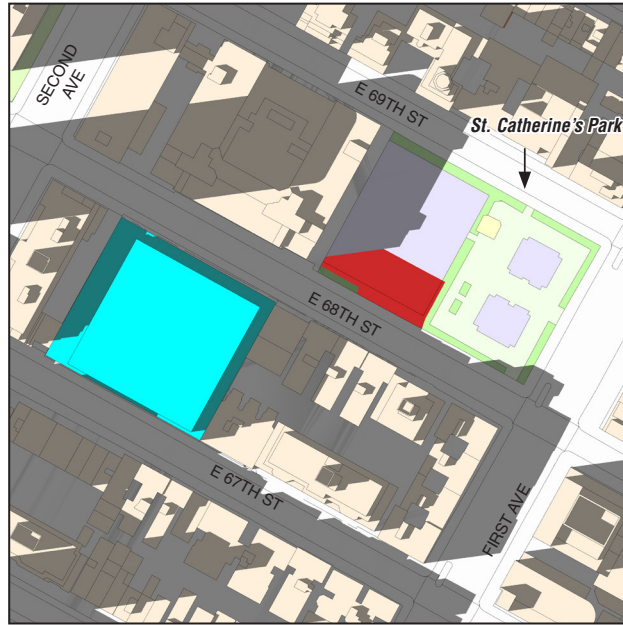 SECOND
AVE
E 69TH ST
St. Catherine's Park
E 68TH ST
E 67TH ST
FIRST AVE